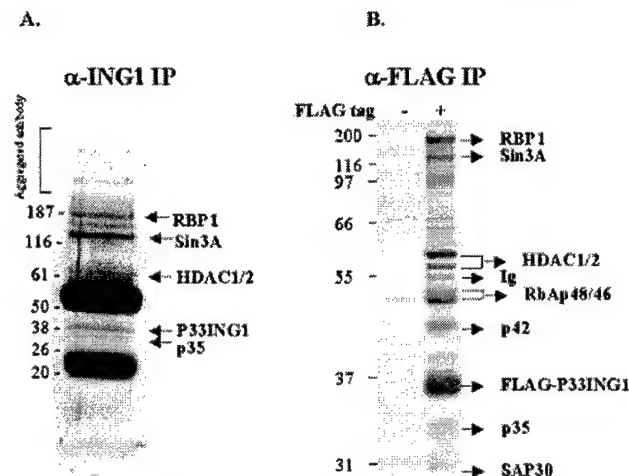 A.
α-ING1 IP
Aggregated antibody
187
116
61
50
38
26
20
RBP1
Sin3A
HDAC1/2
P33ING1
p35
B.
α-FLAG IP
FLAG tag - +
200
116
97
66
55
37
31
RBP1
Sin3A
HDAC1/2
Ig
RbAp48/46
p42
FLAG-P33ING1
p35
SAP30